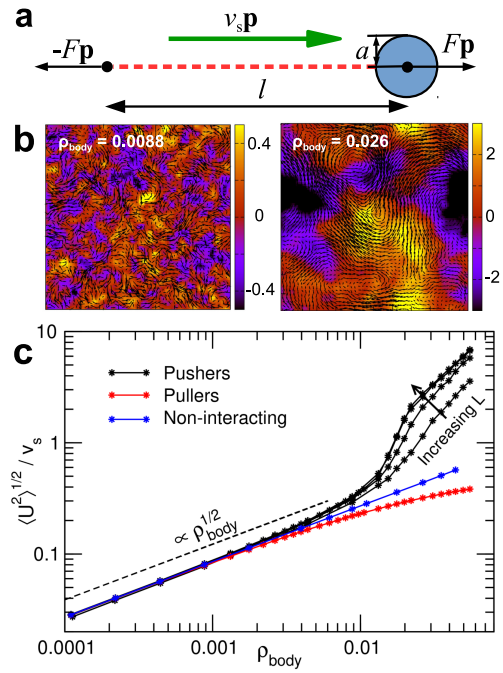 a
v_s p
-Fp
a
Fp
l
b
ρ_body = 0.0088
0.4
0
-0.4
ρ_body = 0.026
2
0
-2
c
10
1
0.1
⟨U²⟩^1/2 / v_s
Pushers
Pullers
Non-interacting
Increasing L
∝ ρ_body^1/2
0.0001
0.001
0.01
ρ_body